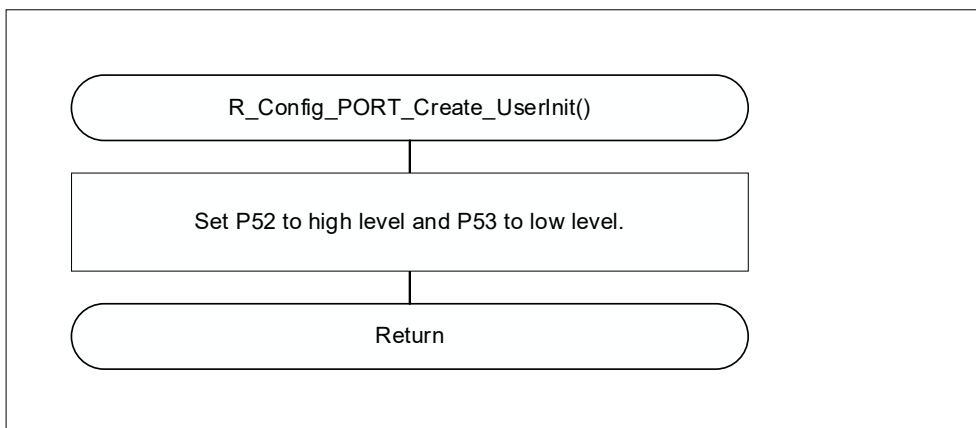 R_Config_PORT_Create_UserInit()
Set P52 to high level and P53 to low level.
Return